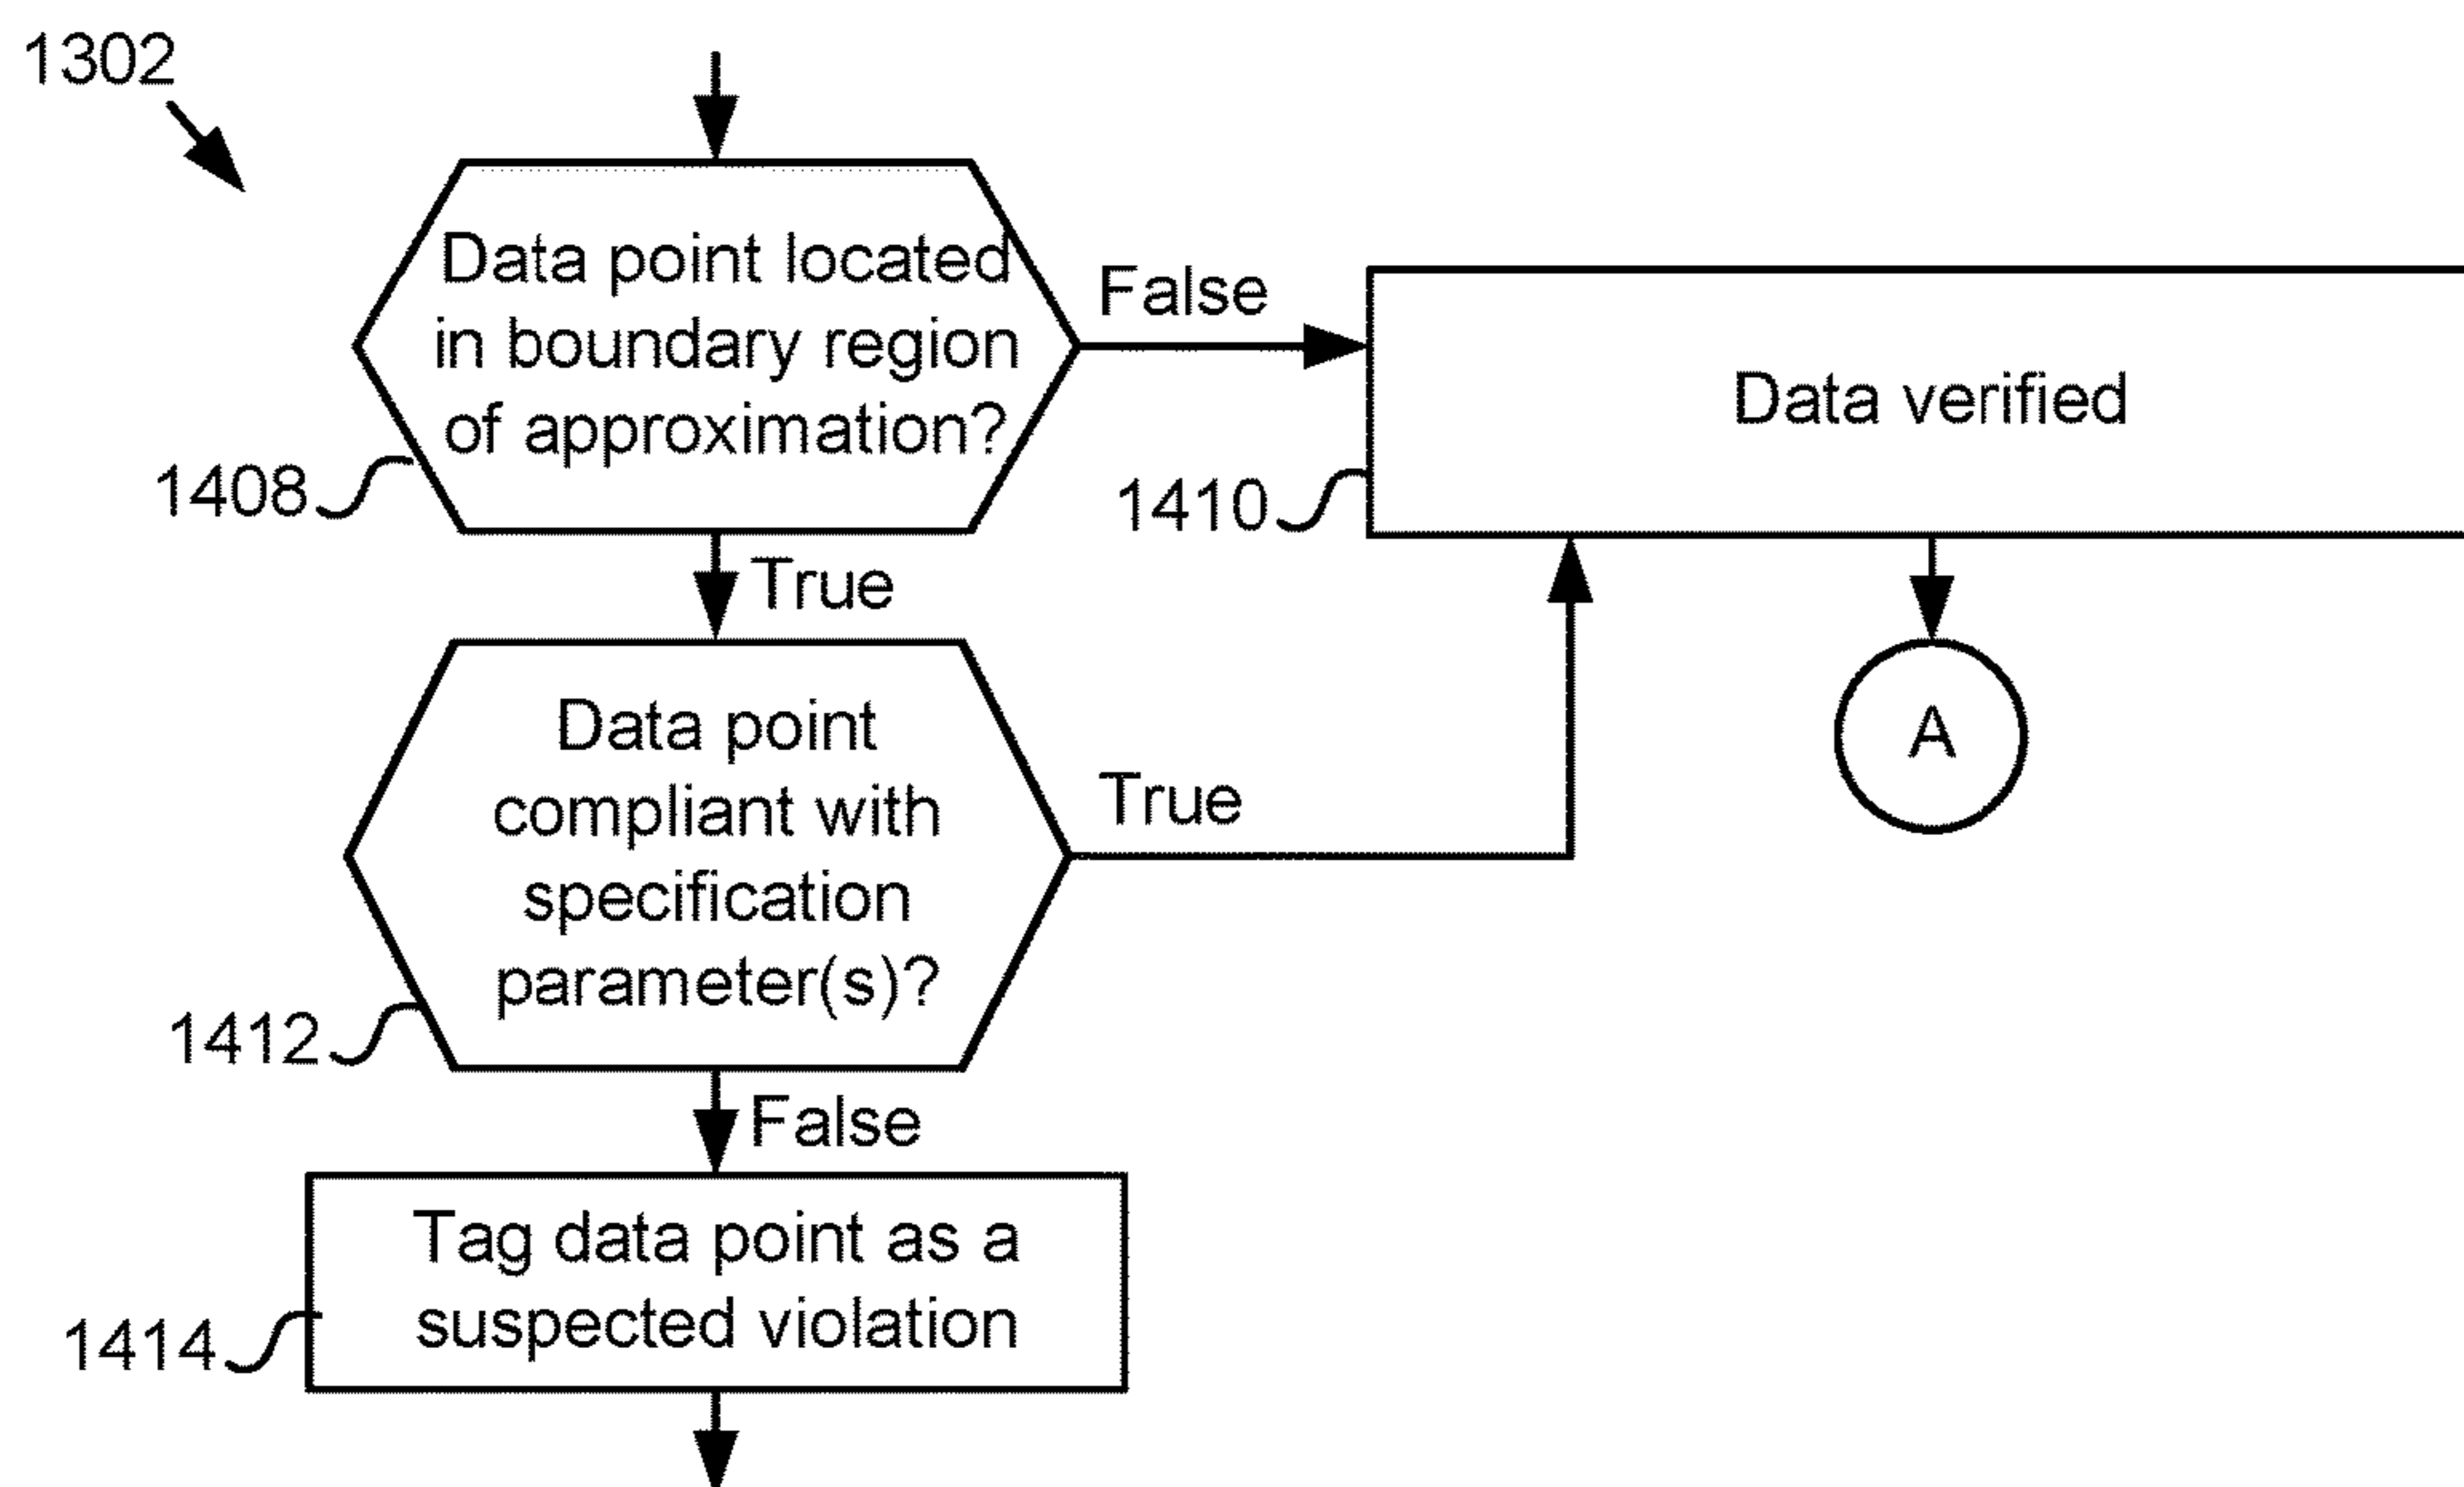 1302
Data point located
in boundary region
of approximation?
1408
False
Data verified
1410
True
A
Data point
compliant with
specification
parameter(s)?
1412
True
False
Tag data point as a
suspected violation
1414